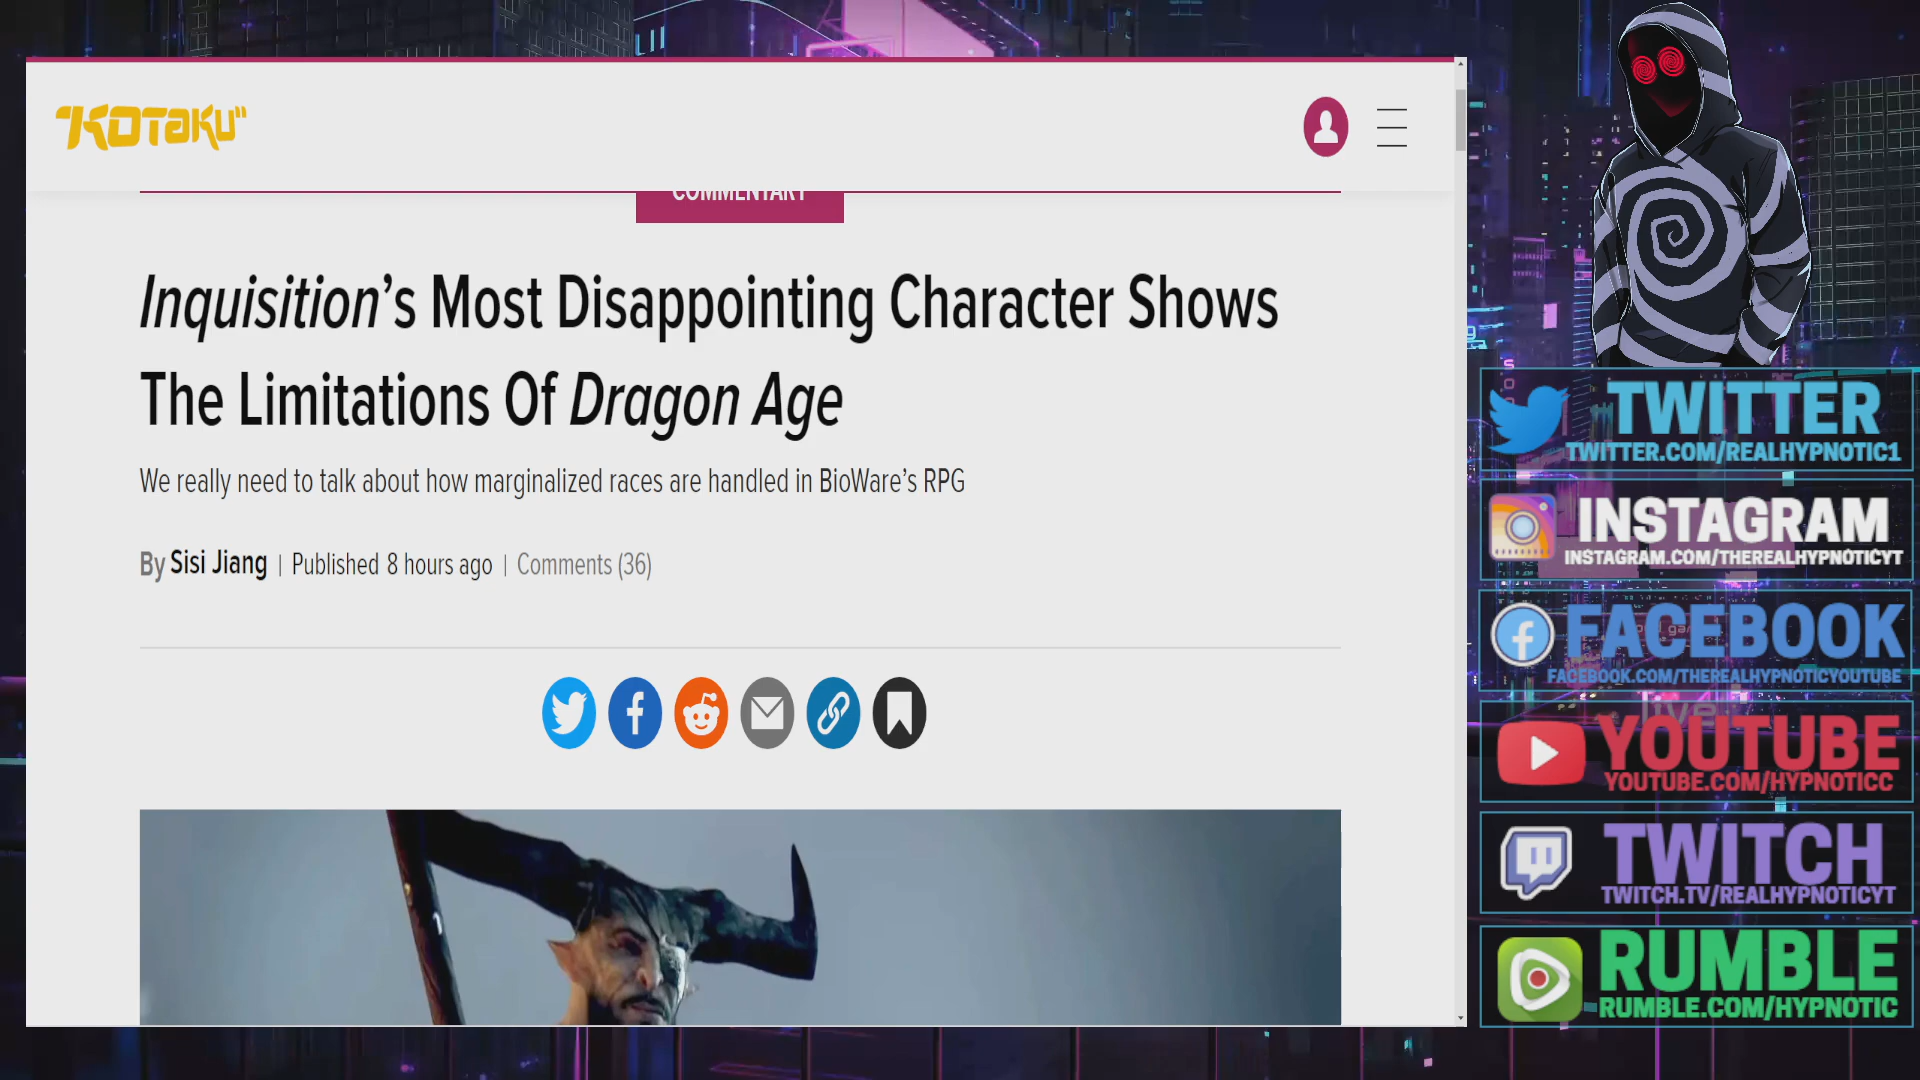 "KOTAKU"
COMMENTARY
Inquisition's Most Disappointing Character Shows
The Limitations Of Dragon Age
We really need to talk about how marginalized races are handled in BioWare's RPG
By Sisi Jiang | Published 8 hours ago | Comments (36)
TWITTER
TWITTER.COM/REALHYPNOTIC1
INSTAGRAM
INSTAGRAM.COM/THEREALHYPNOTICYT
FACEBOOK
FACEBOOK.COM/THEREALHYPNOTICYOUTUBE
live
YOUTUBE
YOUTUBE.COM/HYPNOTICC
TWITCH
TWITCH.TV/REALHYPNOTICYT
RUMBLE
RUMBLE.COM/HYPNOTIC